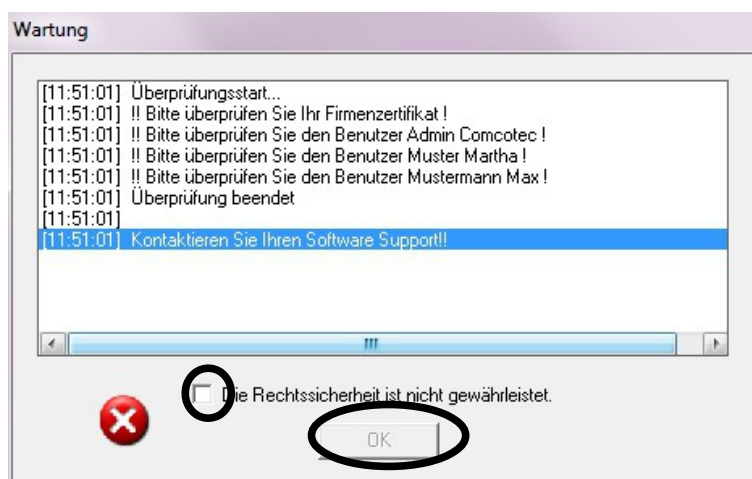 Wartung
[11:51:01] Überprüfungsstart...
[11:51:01] !! Bitte überprüfen Sie Ihr Firmenzertifikat !
[11:51:01] !! Bitte überprüfen Sie den Benutzer Admin Comcotec !
[11:51:01] !! Bitte überprüfen Sie den Benutzer Muster Martha !
[11:51:01] !! Bitte überprüfen Sie den Benutzer Mustermann Max !
[11:51:01] Überprüfung beendet
[11:51:01]
[11:51:01] Kontaktieren Sie Ihren Software Support!!
Die Rechtssicherheit ist nicht gewährleistet.
OK